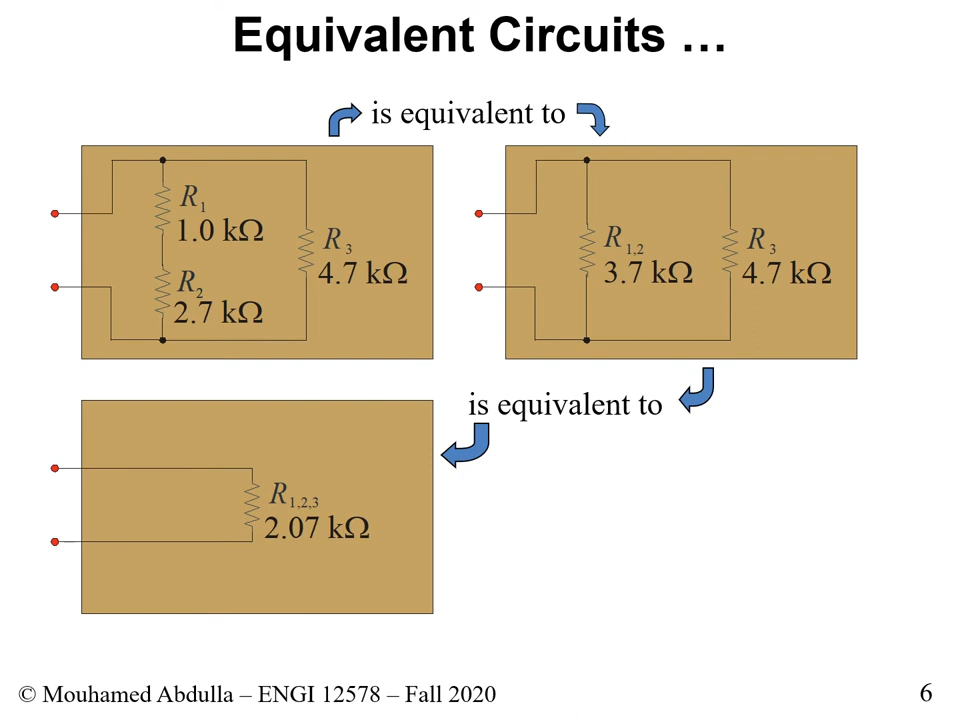 Equivalent Circuits …
is equivalent to
R1
1.0 kΩ
R2
2.7 kΩ
R3
4.7 kΩ
R1,2
3.7 kΩ
R3
4.7 kΩ
is equivalent to
R1,2,3
2.07 kΩ
© Mouhamed Abdulla – ENGI 12578 – Fall 2020
6